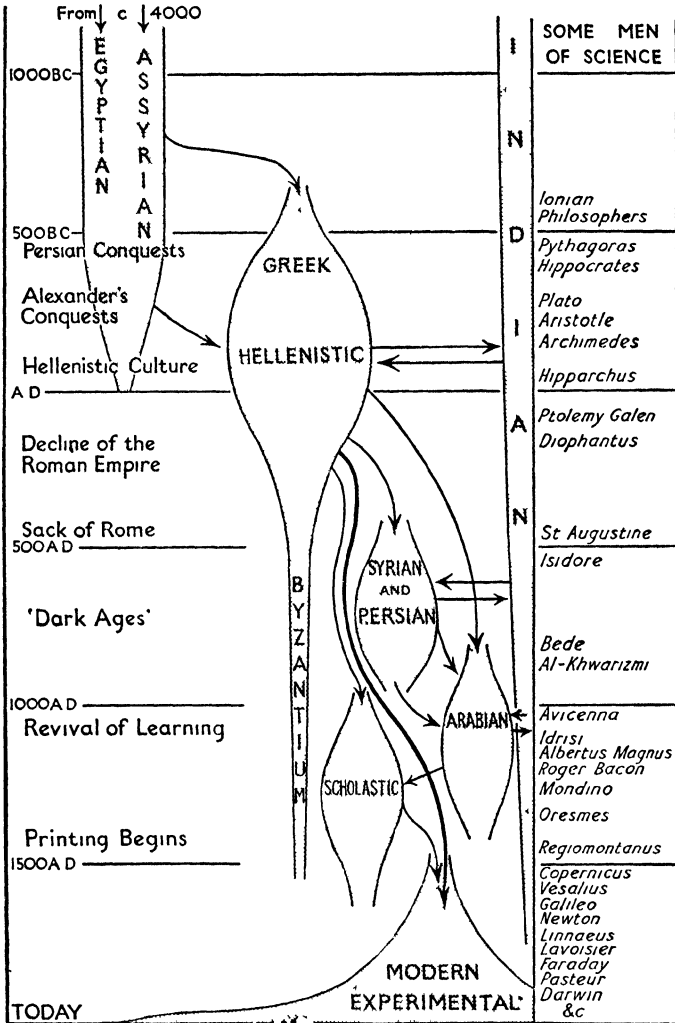 From c 4000
SOME MEN
OF SCIENCE
EGYPTIAN
ASSYRIAN
INDIAN
1000BC
Ionian
Philosophers
500BC
Persian Conquests
GREEK
Pythagoras
Hippocrates
Alexander's
Conquests
Plato
Aristotle
Archimedes
HELLENISTIC
Hellenistic Culture
Hipparchus
AD
Ptolemy Galen
Diophantus
Decline of the
Roman Empire
Sack of Rome
St Augustine
500AD
Isidore
SYRIAN
AND
PERSIAN
BYZANTIUM
'Dark Ages'
Bede
Al-Khwarizmi
1000AD
Revival of Learning
ARABIAN
Avicenna
Idrisi
Albertus Magnus
Roger Bacon
Mondino
SCHOLASTIC
Oresmes
Printing Begins
Regiomontanus
1500AD
Copernicus
Vesalius
Galileo
Newton
Linnaeus
Lavoisier
Faraday
Pasteur
Darwin
&c
MODERN
EXPERIMENTAL
TODAY